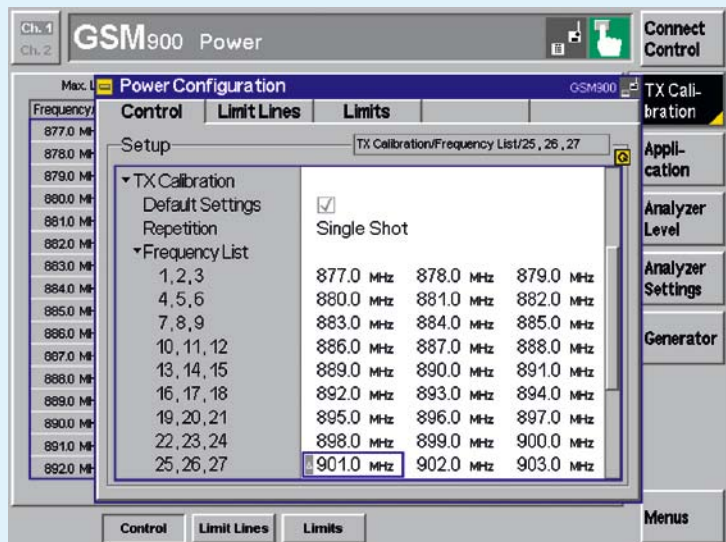 Ch. 1
Ch. 2
GSM900 Power
Connect Control
Max. L
Power Configuration
GSM900
TX Cali-
bration
Frequency/
Control
Limit Lines
Limits
877.0 MH
878.0 MH
879.0 MH
880.0 MH
881.0 MH
882.0 MH
883.0 MH
884.0 MH
885.0 MH
886.0 MH
887.0 MH
888.0 MH
889.0 MH
890.0 MH
891.0 MH
892.0 MH
Setup
TX Calibration/Frequency List/25, 26, 27
TX Calibration
Default Settings
Repetition Single Shot
Frequency List
1,2,3 877.0 MHz 878.0 MHz 879.0 MHz
4,5,6 880.0 MHz 881.0 MHz 882.0 MHz
7,8,9 883.0 MHz 884.0 MHz 885.0 MHz
10,11,12 886.0 MHz 887.0 MHz 888.0 MHz
13,14,15 889.0 MHz 890.0 MHz 891.0 MHz
16,17,18 892.0 MHz 893.0 MHz 894.0 MHz
19,20,21 895.0 MHz 896.0 MHz 897.0 MHz
22,23,24 898.0 MHz 899.0 MHz 900.0 MHz
25,26,27 901.0 MHz 902.0 MHz 903.0 MHz
Appli-
cation
Analyzer
Level
Analyzer
Settings
Generator
Menus
Control
Limit Lines
Limits